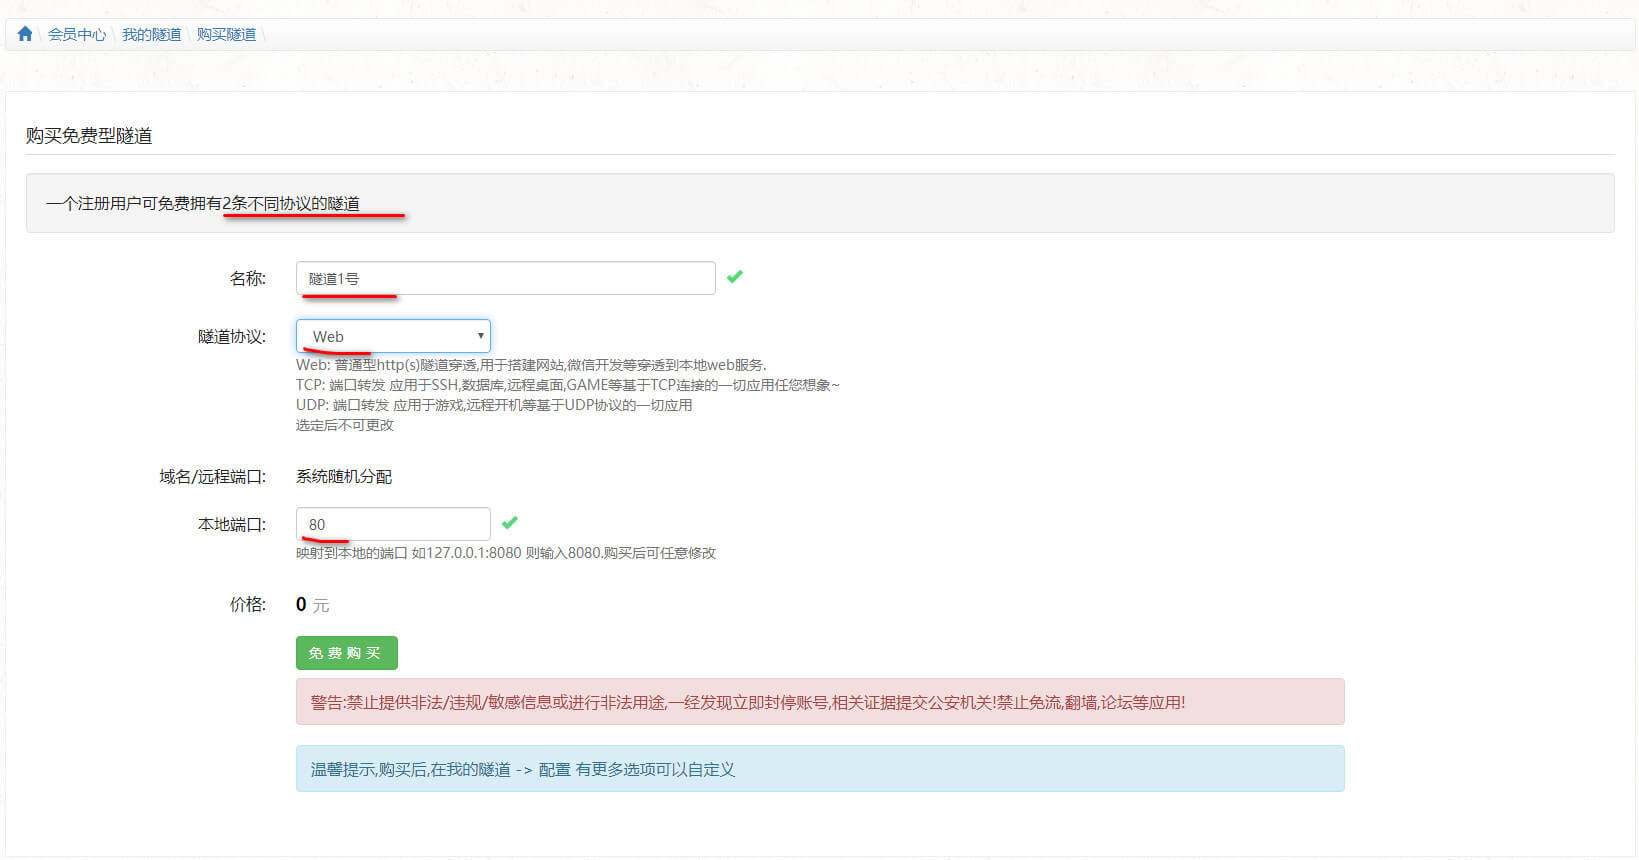 会员中心 \ 我的隧道 \ 购买隧道 \
购买免费型隧道
一个注册用户可免费拥有2条不同协议的隧道
名称: 隧道1号
隧道协议: Web
Web: 普通型http(s)隧道穿透,用于搭建网站,微信开发等穿透到本地web服务.
TCP: 端口转发 应用于SSH,数据库,远程桌面,GAME等基于TCP连接的一切应用任您想象~
UDP: 端口转发 应用于游戏,远程开机等基于UDP协议的一切应用
选定后不可更改
域名/远程端口: 系统随机分配
本地端口: 80
映射到本地的端口 如127.0.0.1:8080 则输入8080.购买后可任意修改
价格: 0 元
免费购买
警告:禁止提供非法/违规/敏感信息或进行非法用途,一经发现立即封停账号,相关证据提交公安机关!禁止免流,翻墙,论坛等应用!
温馨提示,购买后,在我的隧道 -> 配置 有更多选项可以自定义